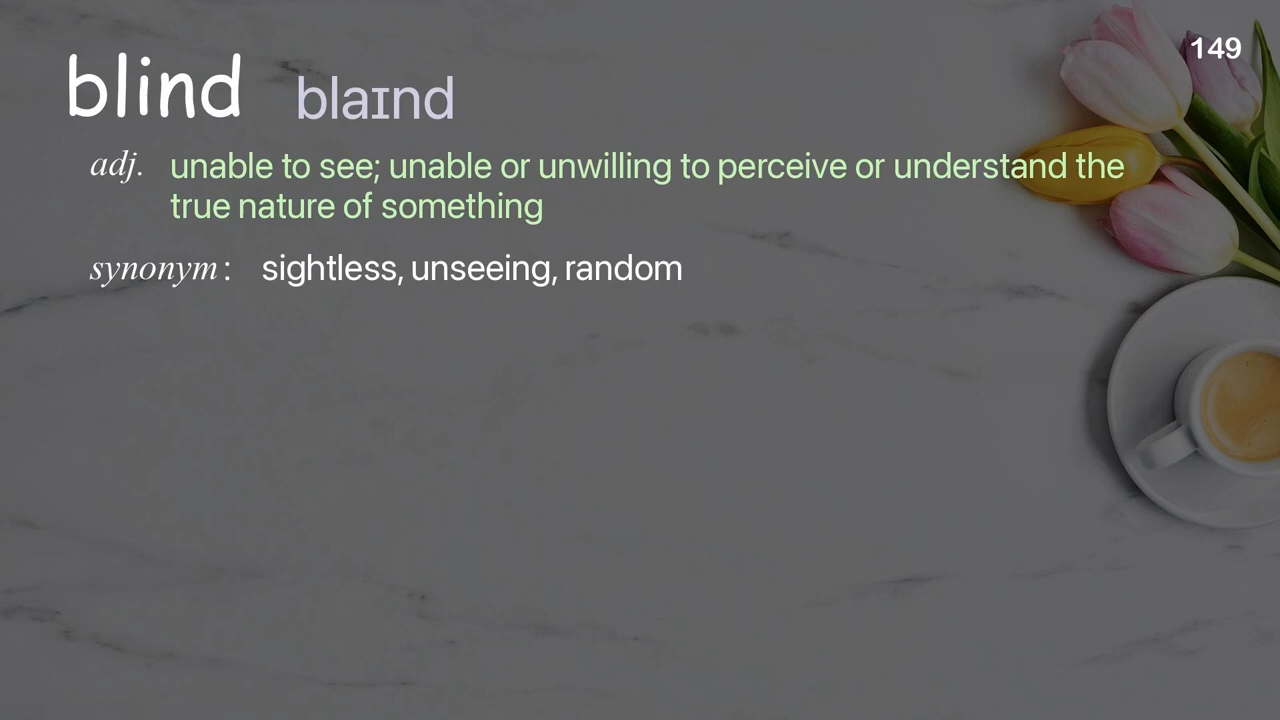 149
blind blaɪnd
adj. unable to see; unable or unwilling to perceive or understand the
true nature of something
synonym: sightless, unseeing, random